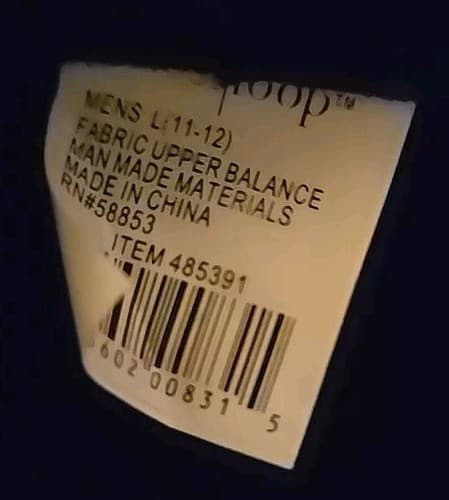 TM
MENS L(11-12)
FABRIC UPPER BALANCE
MAN MADE MATERIALS
MADE IN CHINA
RN#58853
ITEM 485391
602 00831 5